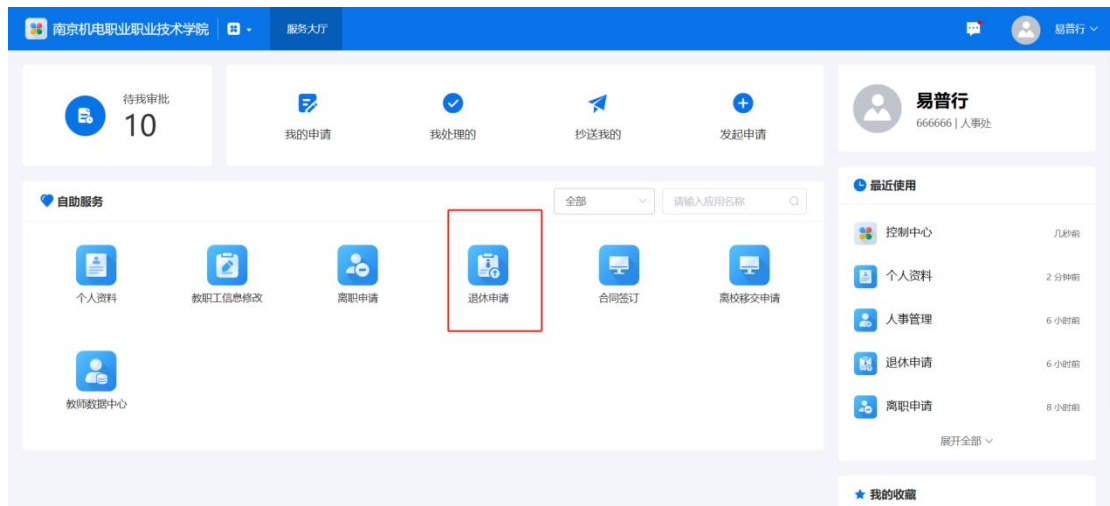 南京机电职业职业技术学院
服务大厅
易普行
待我审批
10
我的申请
我处理的
抄送我的
发起申请
易普行
666666 | 人事处
自助服务
全部
请输入应用名称
个人资料
教职工信息修改
离职申请
退休申请
合同签订
离校移交申请
教师数据中心
最近使用
控制中心
几秒前
个人资料
2 分钟前
人事管理
6 小时前
退休申请
6 小时前
离职申请
8 小时前
展开全部
我的收藏